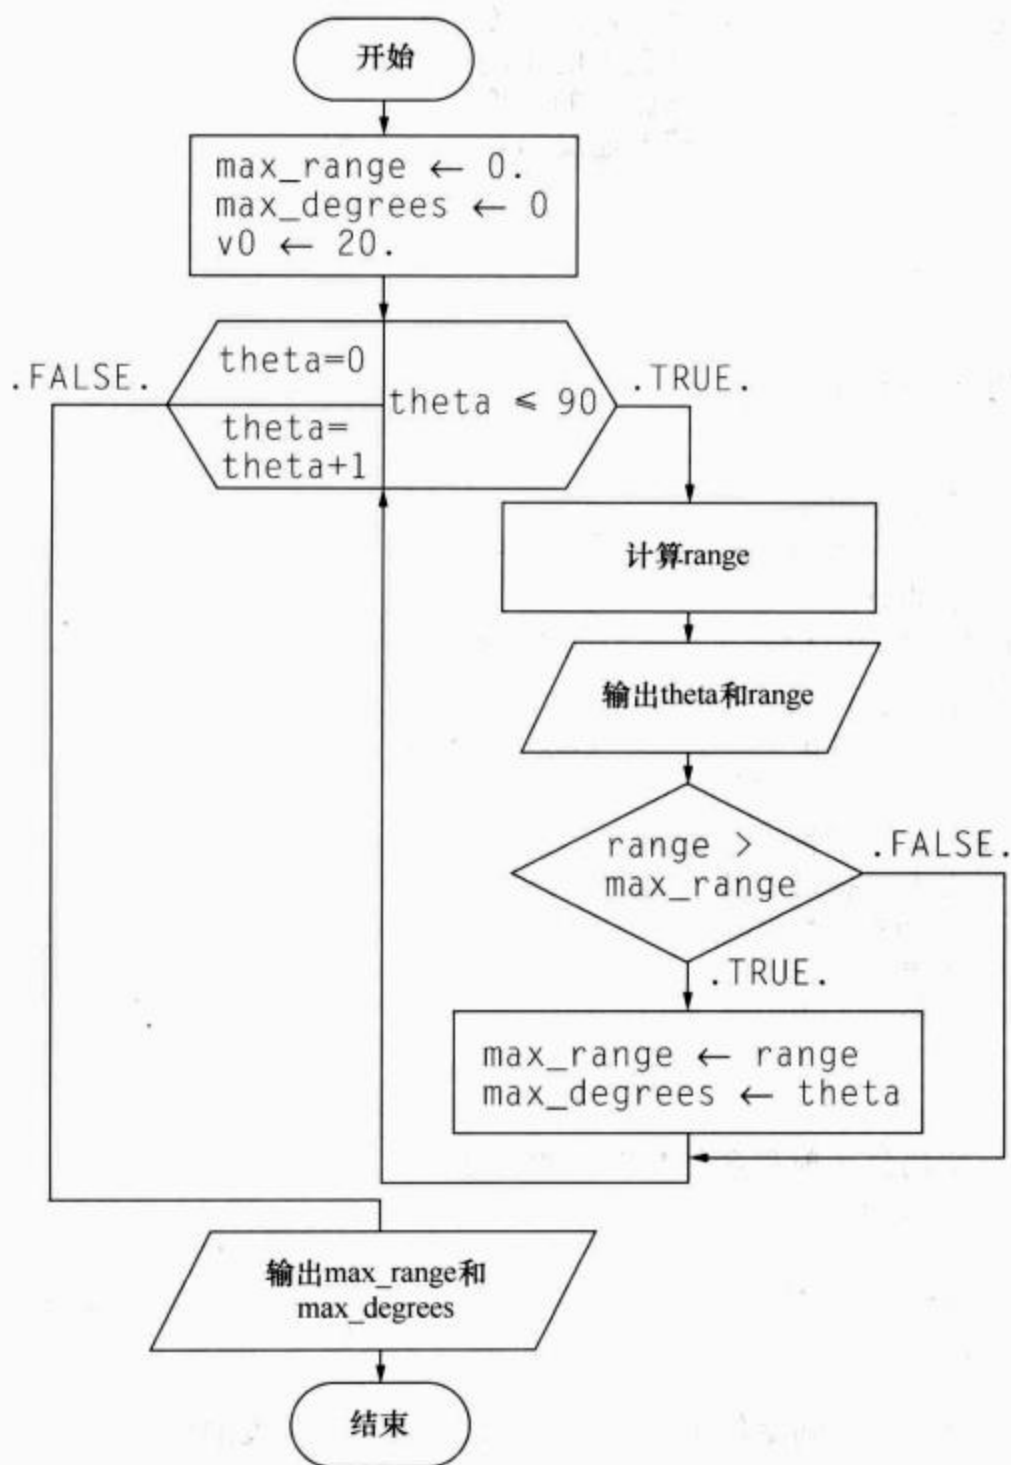 开始
max_range ← 0.
max_degrees ← 0
v0 ← 20.
.FALSE.
theta=0
theta ≤ 90
.TRUE.
theta=
theta+1
计算range
输出theta和range
range >
max_range
.FALSE.
.TRUE.
max_range ← range
max_degrees ← theta
输出max_range和
max_degrees
结束